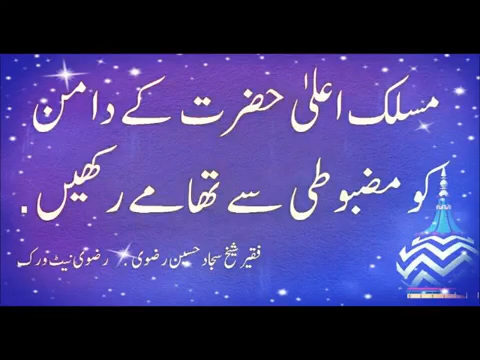 مسلک اعلیٰ حضرت کے دامن
کو مضبوطی سے تھامے رکھیں.
فقیر شیخ سجاد حسین رضوی. رضوی نیٹ ورک